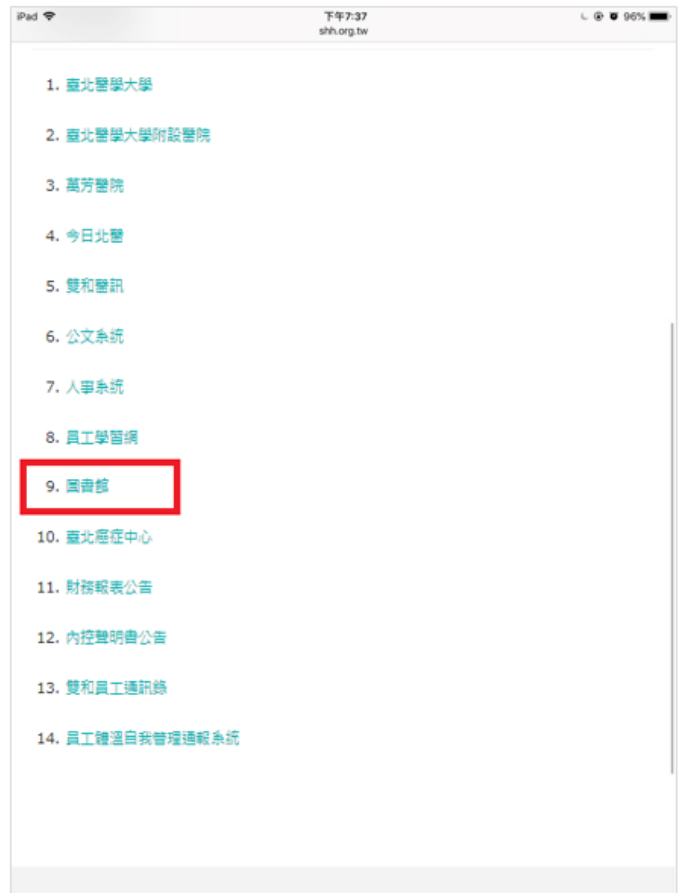 iPad 下午7:37 96%
shh.org.tw
1. 臺北醫學大學
2. 臺北醫學大學附設醫院
3. 萬芳醫院
4. 今日北醫
5. 雙和醫訊
6. 公文系統
7. 人事系統
8. 員工學習網
9. 圖書館
10. 臺北癌症中心
11. 財務報表公告
12. 內控聲明書公告
13. 雙和員工通訊錄
14. 員工體溫自我管理通報系統